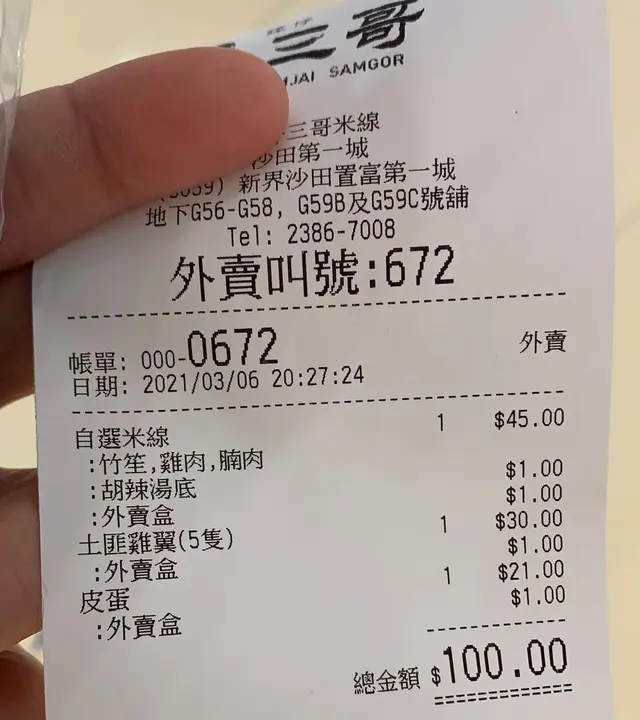 三哥
JAI SAMGOR
三哥米線
沙田第一城
新界沙田置富第一城
地下G56-G58, G59B及G59C號舖
Tel: 2386-7008
外賣叫號:672
帳單: 000-0672 外賣
日期: 2021/03/06 20:27:24
自選米線 1 $45.00
:竹笙,雞肉,腩肉
:胡辣湯底 $1.00
:外賣盒 $1.00
土匪雞翼(5隻) 1 $30.00
:外賣盒 $1.00
皮蛋 1 $21.00
:外賣盒 $1.00
總金額 $100.00